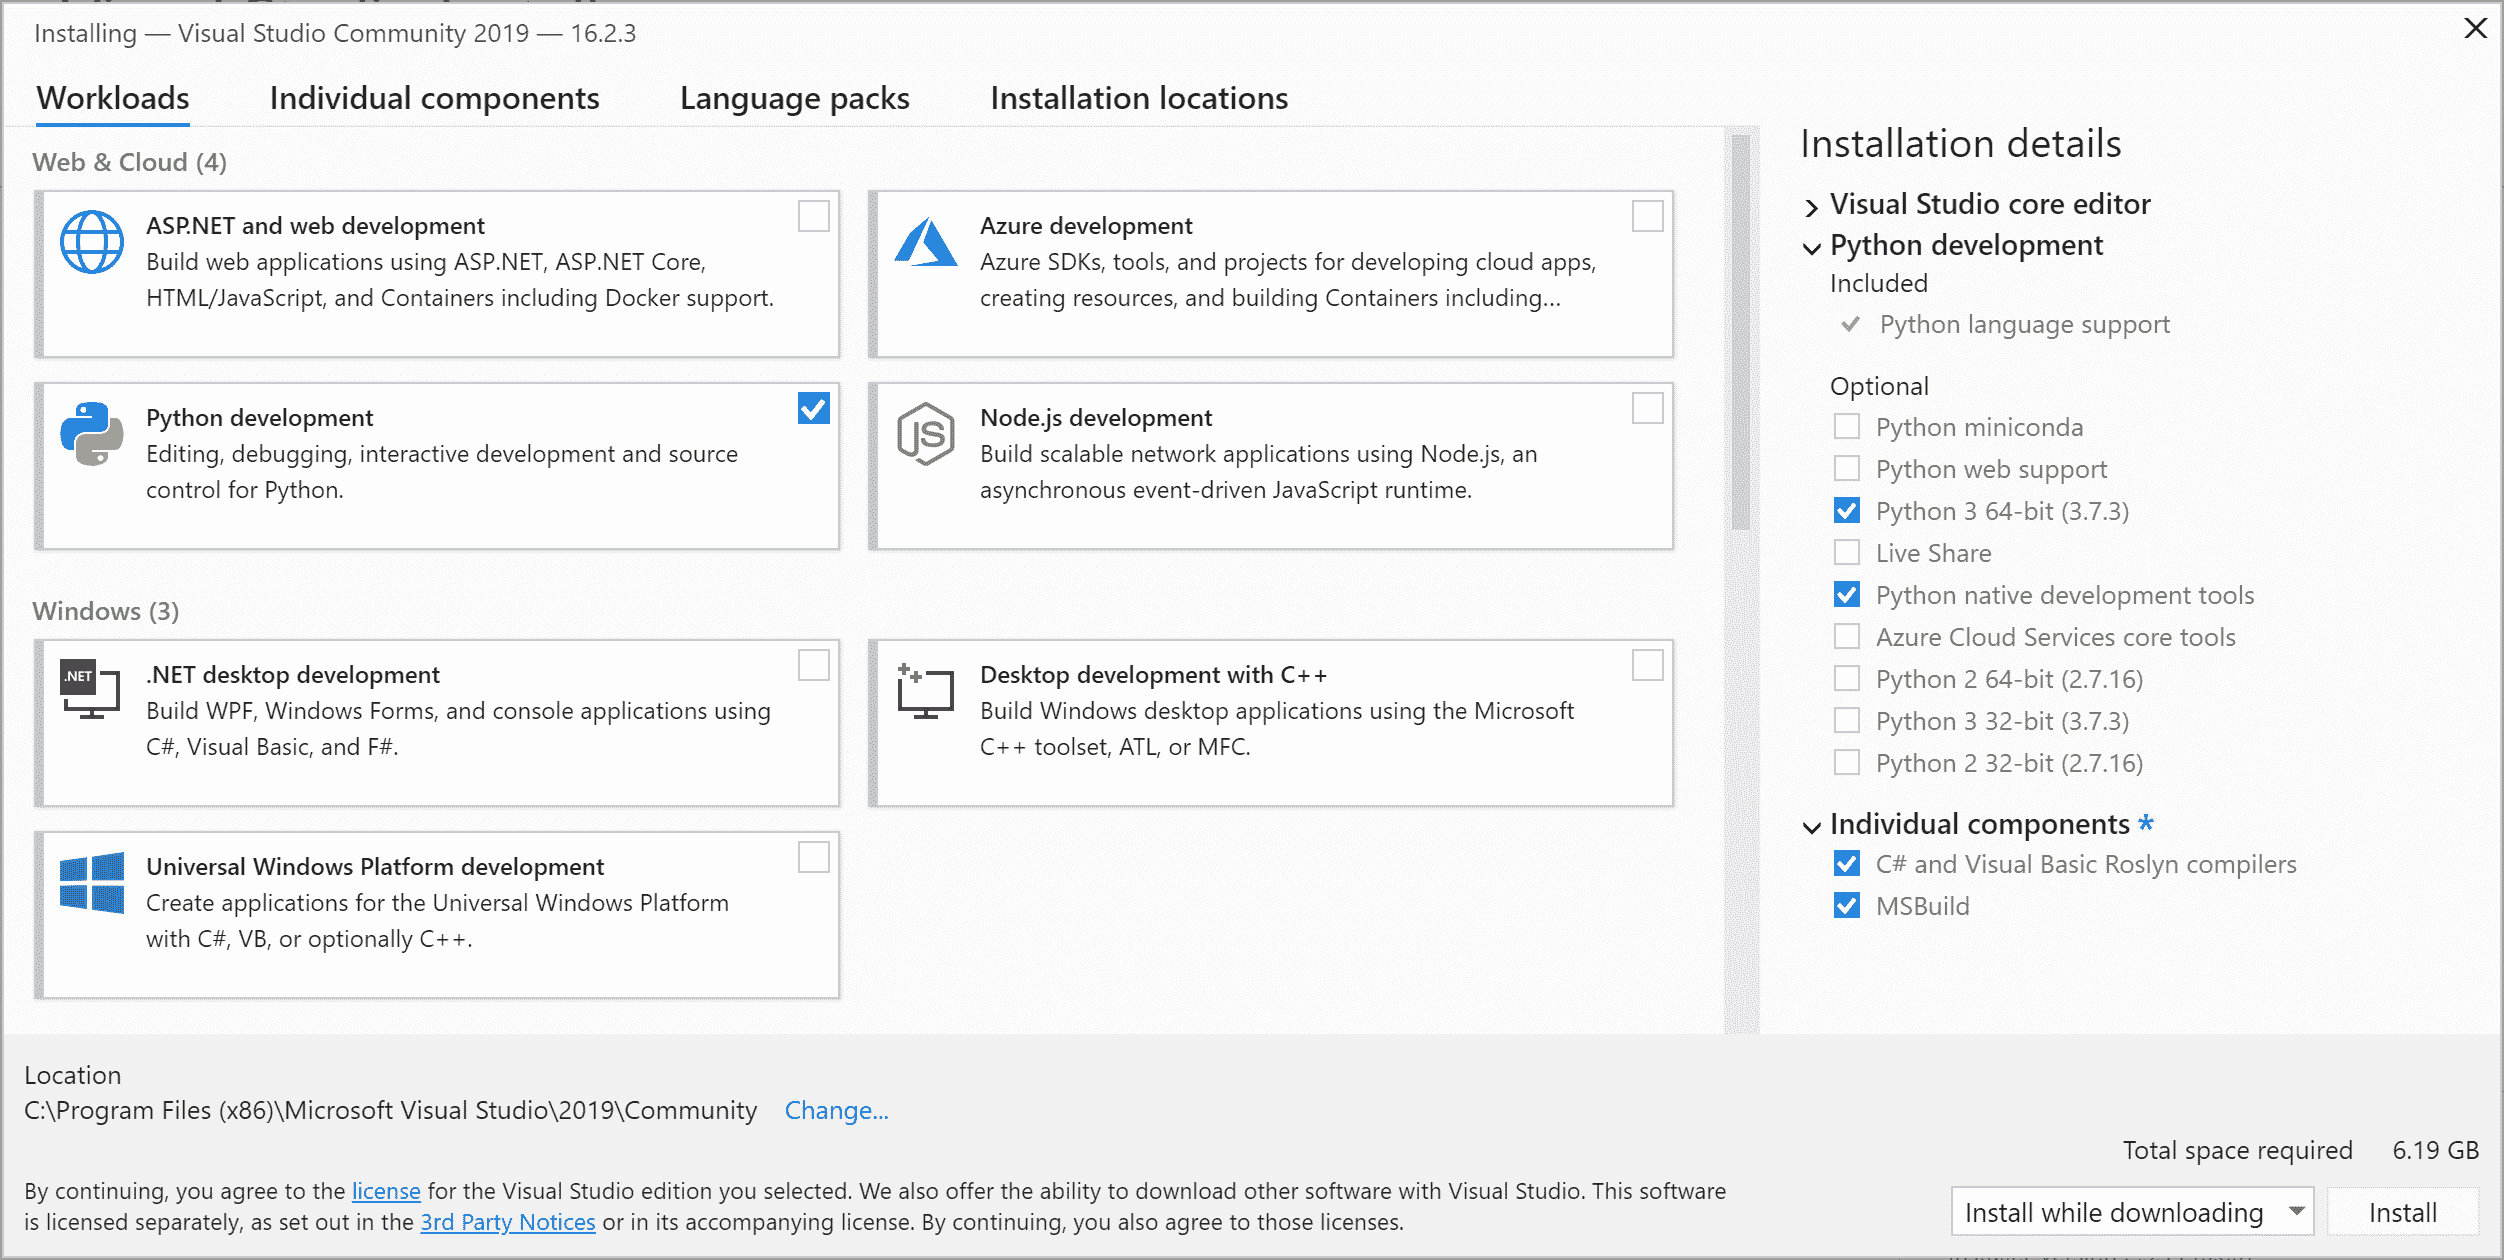 Installing — Visual Studio Community 2019 — 16.2.3
Workloads
Individual components
Language packs
Installation locations
Web & Cloud (4)
ASP.NET and web development
Build web applications using ASP.NET, ASP.NET Core,
HTML/JavaScript, and Containers including Docker support.
Azure development
Azure SDKs, tools, and projects for developing cloud apps,
creating resources, and building Containers including...
Python development
Editing, debugging, interactive development and source
control for Python.
JS
Node.js development
Build scalable network applications using Node.js, an
asynchronous event-driven JavaScript runtime.
Windows (3)
.NET
.NET desktop development
Build WPF, Windows Forms, and console applications using
C#, Visual Basic, and F#.
Desktop development with C++
Build Windows desktop applications using the Microsoft
C++ toolset, ATL, or MFC.
Universal Windows Platform development
Create applications for the Universal Windows Platform
with C#, VB, or optionally C++.
Installation details
Visual Studio core editor
Python development
Included
Python language support
Optional
Python miniconda
Python web support
Python 3 64-bit (3.7.3)
Live Share
Python native development tools
Azure Cloud Services core tools
Python 2 64-bit (2.7.16)
Python 3 32-bit (3.7.3)
Python 2 32-bit (2.7.16)
Individual components *
C# and Visual Basic Roslyn compilers
MSBuild
Location
C:\Program Files (x86)\Microsoft Visual Studio\2019\Community Change...
Total space required 6.19 GB
By continuing, you agree to the license for the Visual Studio edition you selected. We also offer the ability to download other software with Visual Studio. This software
is licensed separately, as set out in the 3rd Party Notices or in its accompanying license. By continuing, you also agree to those licenses.
Install while downloading
Install